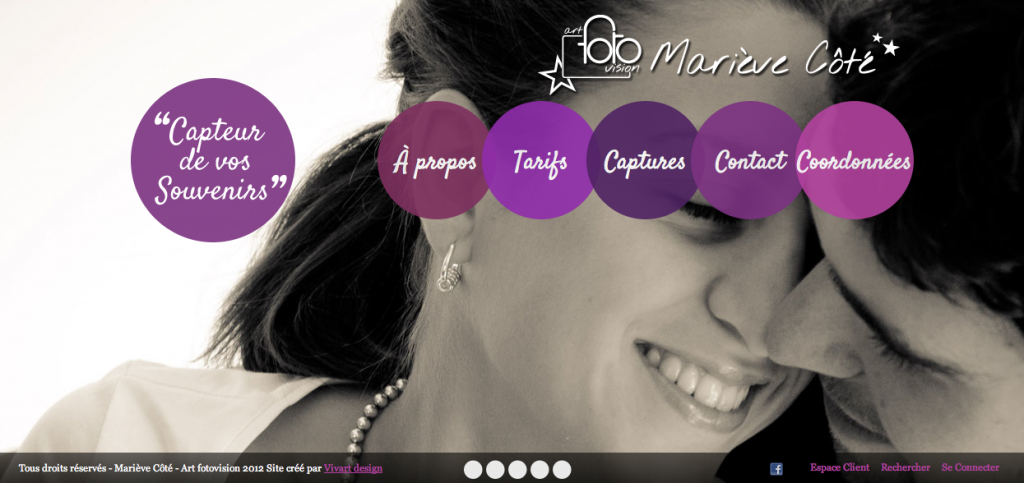 art
foto
vision
Mariève Côté
“Capteur
de vos
Souvenirs”
À propos
Tarifs
Captures
Contact
Coordonnées
Tous droits réservés - Mariève Côté - Art fotovision 2012 Site créé par Vivart design
f
Espace Client
Rechercher
Se Connecter